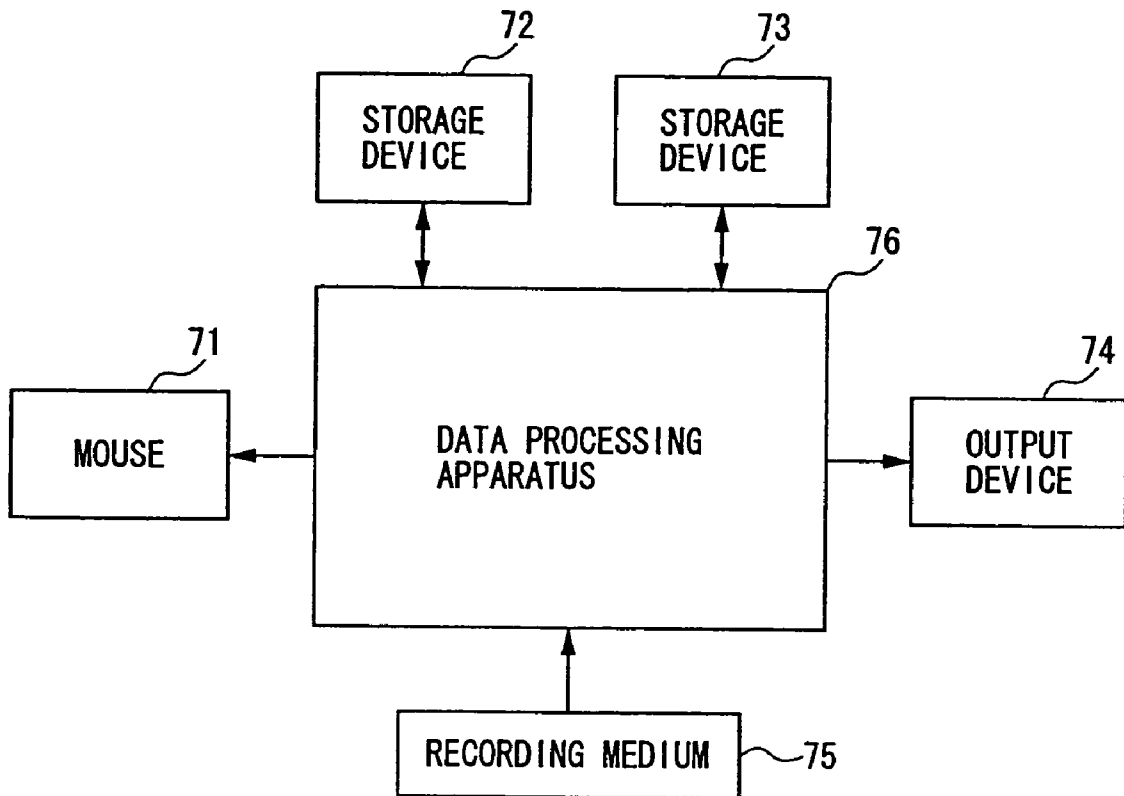 72
73
STORAGE
DEVICE
STORAGE
DEVICE
76
71
74
MOUSE
DATA PROCESSING
APPARATUS
OUTPUT
DEVICE
RECORDING MEDIUM
75